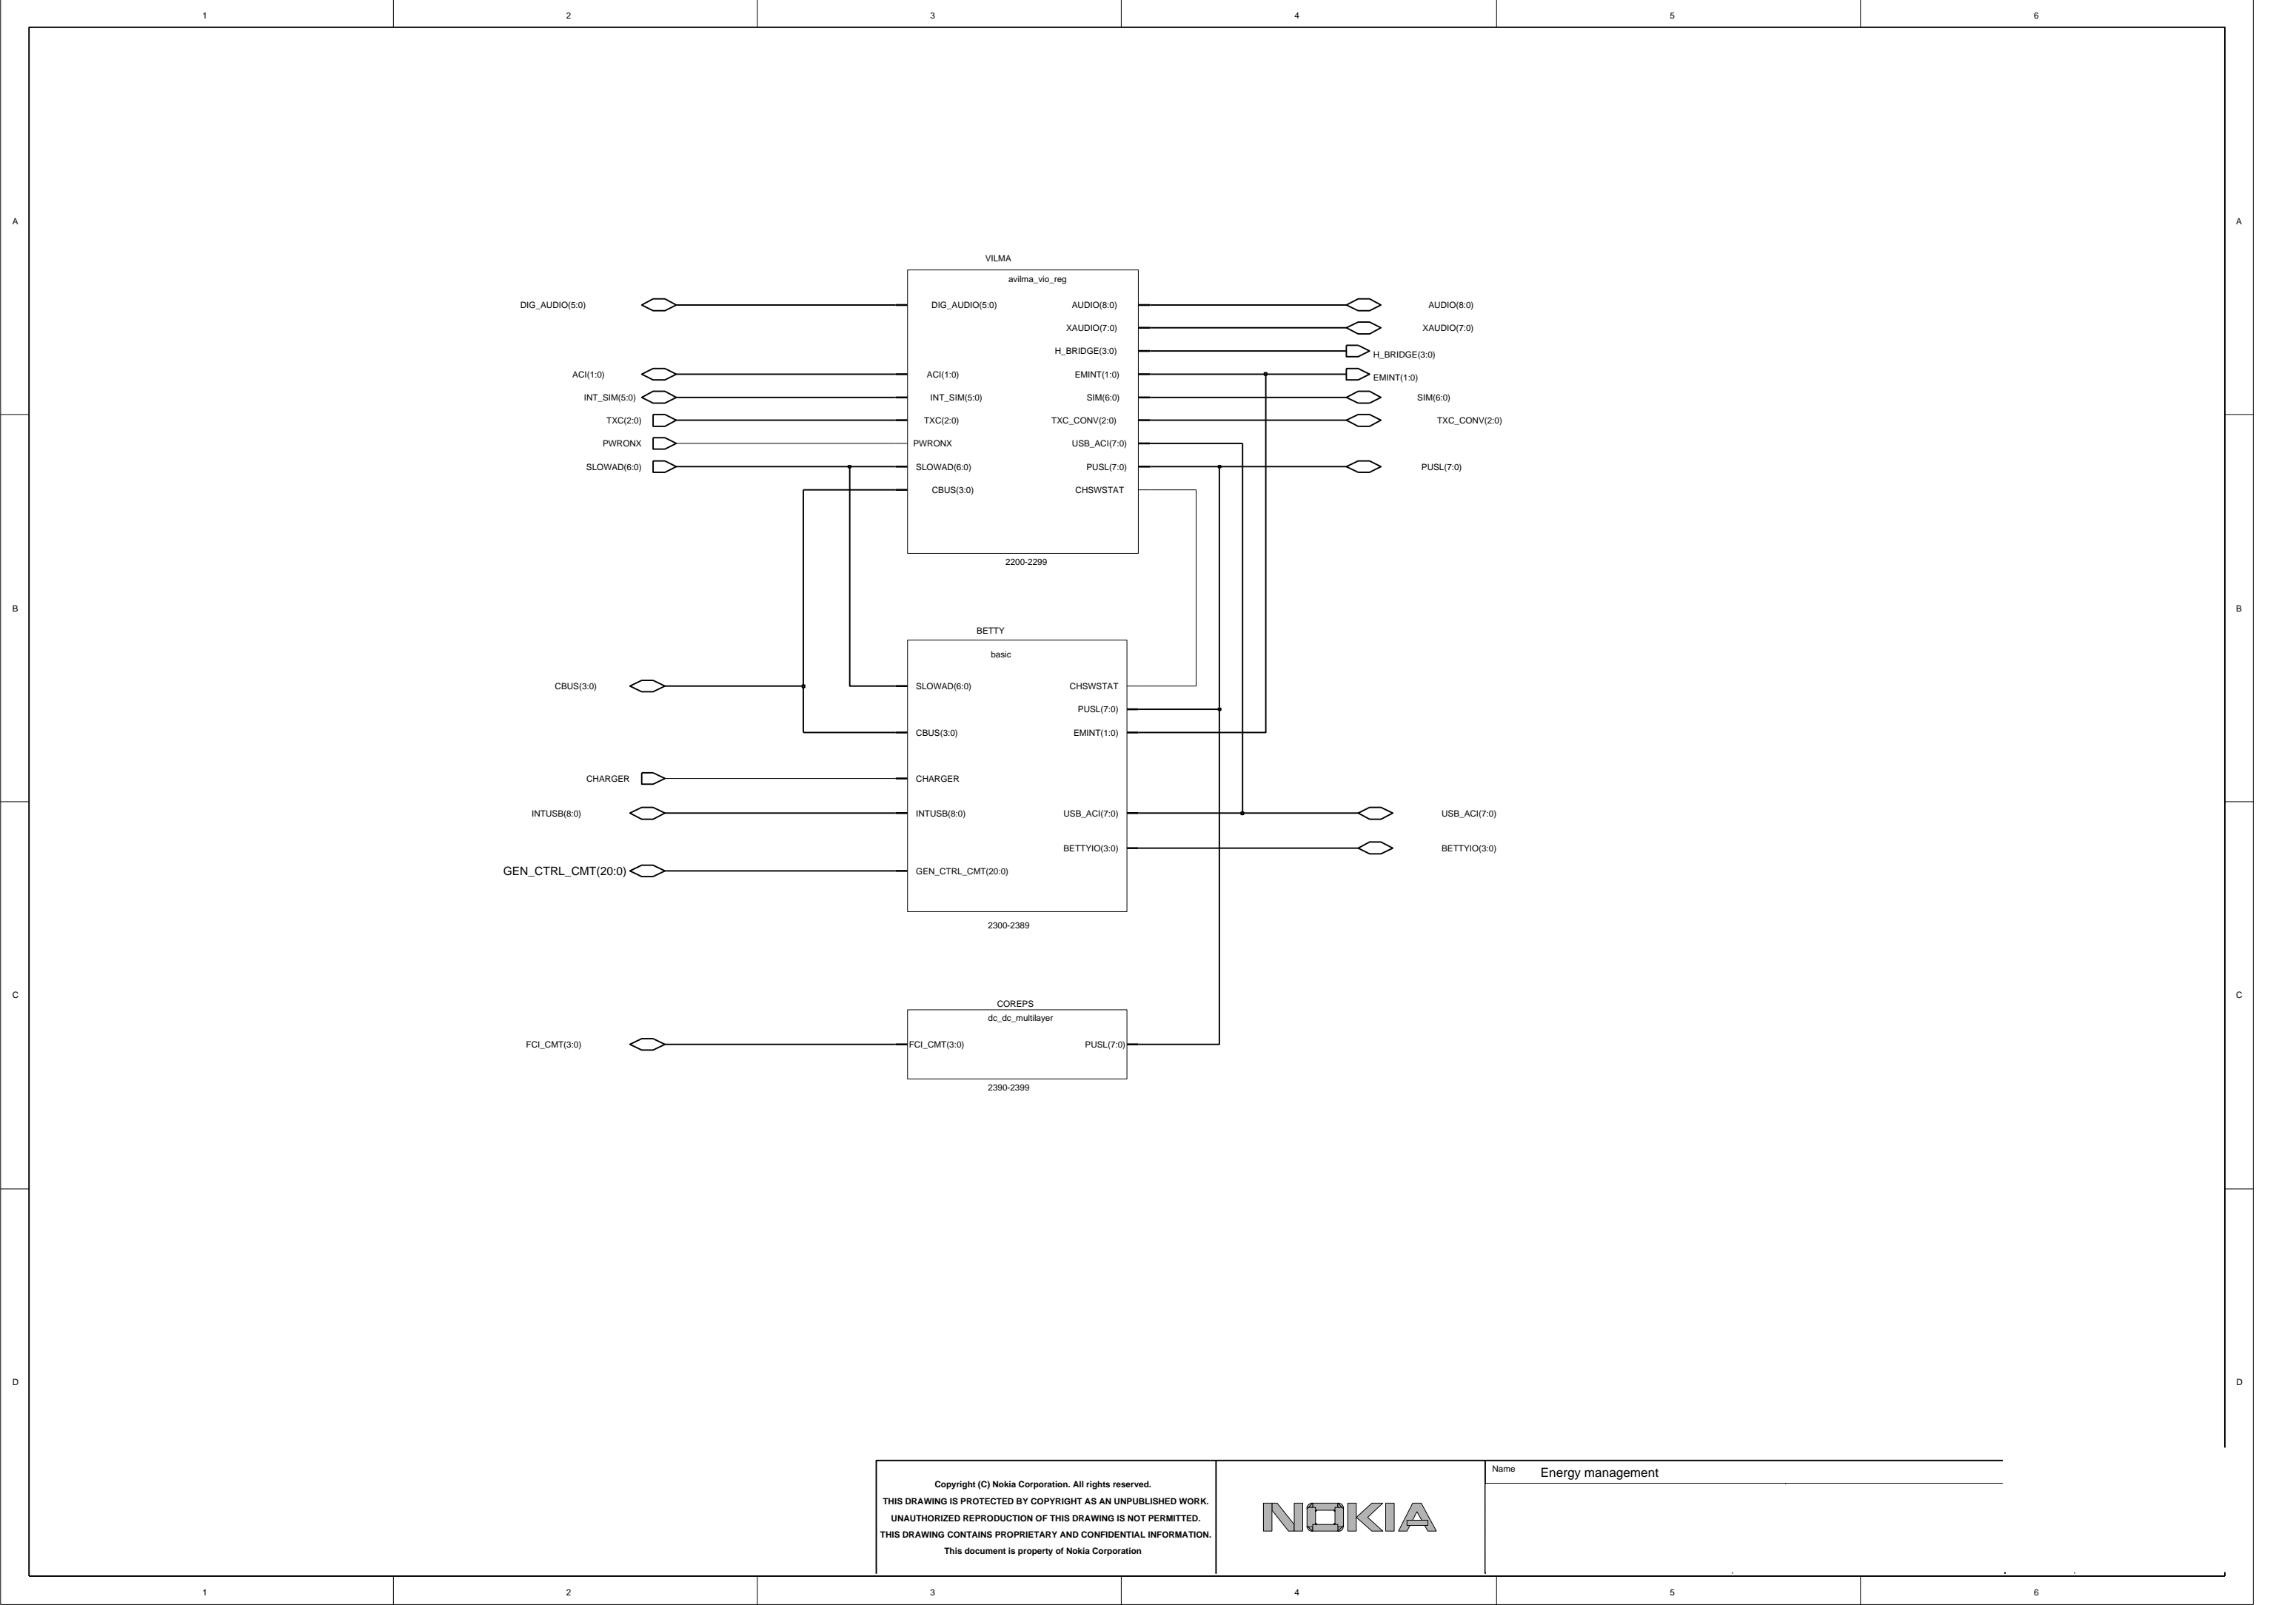 1 2 3 4 5 6
A A
VILMA
avilma_vio_reg
DIG_AUDIO(5:0) DIG_AUDIO(5:0) AUDIO(8:0) AUDIO(8:0)
XAUDIO(7:0) XAUDIO(7:0)
H_BRIDGE(3:0) H_BRIDGE(3:0)
ACI(1:0) ACI(1:0) EMINT(1:0) EMINT(1:0)
INT_SIM(5:0) INT_SIM(5:0) SIM(6:0) SIM(6:0)
TXC(2:0) TXC(2:0) TXC_CONV(2:0) TXC_CONV(2:0)
PWRONX PWRONX USB_ACI(7:0)
SLOWAD(6:0) SLOWAD(6:0) PUSL(7:0) PUSL(7:0)
CBUS(3:0) CHSWSTAT
2200-2299
B B
BETTY
basic
CBUS(3:0) SLOWAD(6:0) CHSWSTAT
PUSL(7:0)
CBUS(3:0) EMINT(1:0)
CHARGER CHARGER
INTUSB(8:0) INTUSB(8:0) USB_ACI(7:0) USB_ACI(7:0)
BETTYIO(3:0) BETTYIO(3:0)
GEN_CTRL_CMT(20:0) GEN_CTRL_CMT(20:0)
2300-2389
C C
COREPS
dc_dc_multilayer
FCI_CMT(3:0) FCI_CMT(3:0) PUSL(7:0)
2390-2399
D D
Copyright (C) Nokia Corporation. All rights reserved.
THIS DRAWING IS PROTECTED BY COPYRIGHT AS AN UNPUBLISHED WORK.
UNAUTHORIZED REPRODUCTION OF THIS DRAWING IS NOT PERMITTED.
THIS DRAWING CONTAINS PROPRIETARY AND CONFIDENTIAL INFORMATION.
This document is property of Nokia Corporation
NOKIA
Name Energy management
1 2 3 4 5 6